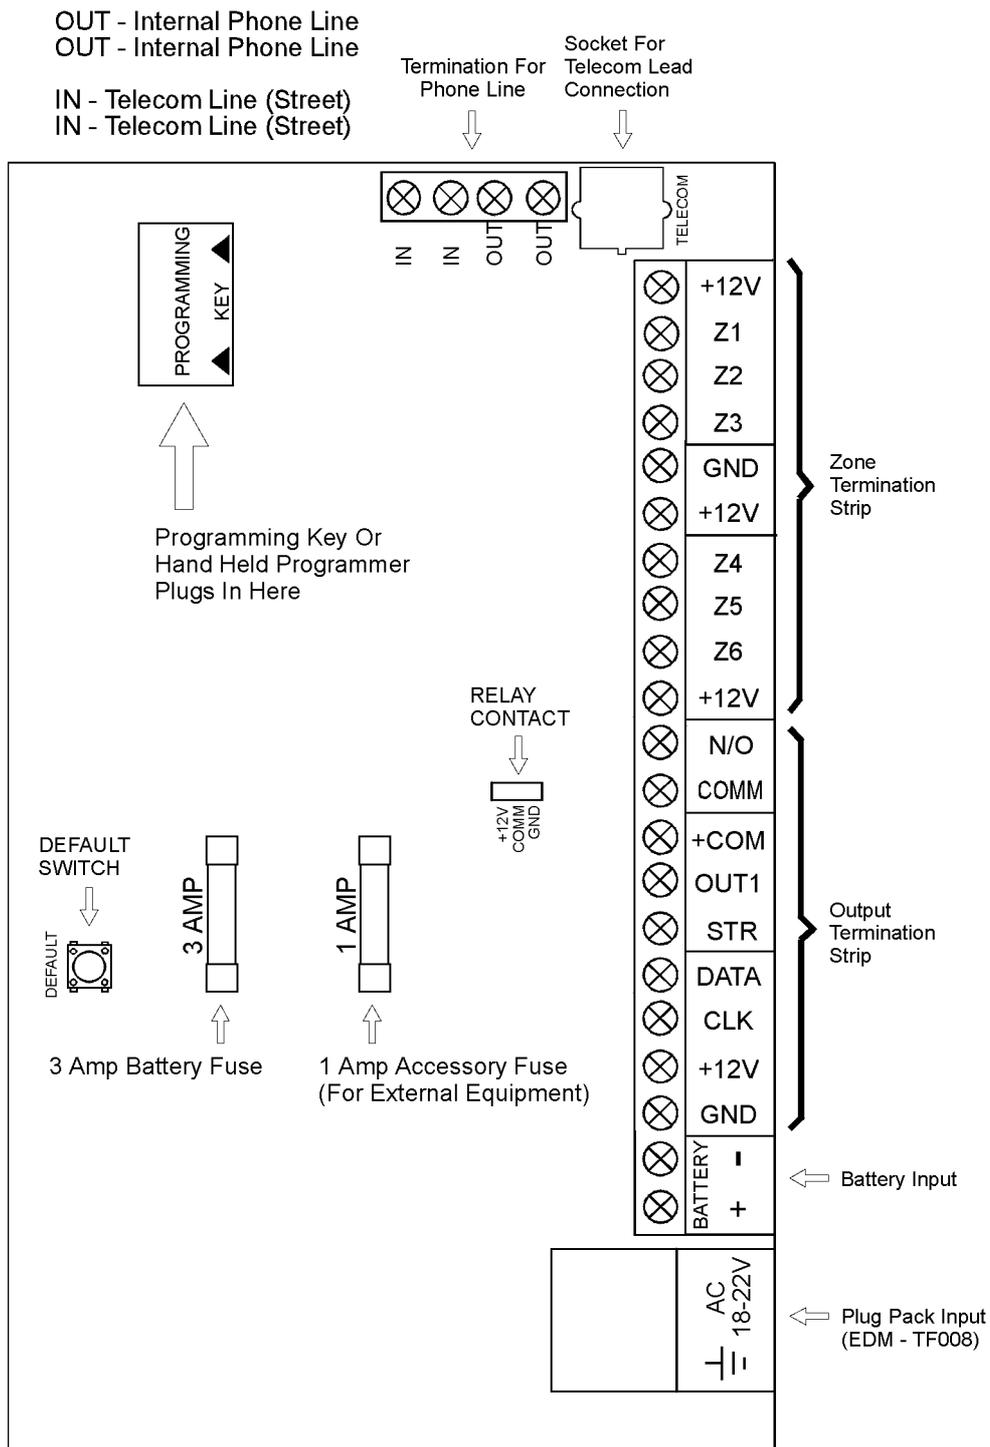 OUT - Internal Phone Line
OUT - Internal Phone Line
IN - Telecom Line (Street)
IN - Telecom Line (Street)
Termination For
Phone Line
Socket For
Telecom Lead
Connection
IN
IN
OUT
OUT
TELECOM
PROGRAMMING
KEY
Programming Key Or
Hand Held Programmer
Plugs In Here
+12V
Z1
Z2
Z3
GND
+12V
Z4
Z5
Z6
+12V
Zone
Termination
Strip
RELAY
CONTACT
+12V
COMM
GND
N/O
COMM
+COM
OUT1
STR
DATA
CLK
+12V
GND
Output
Termination
Strip
DEFAULT
SWITCH
DEFAULT
3 AMP
1 AMP
3 Amp Battery Fuse
1 Amp Accessory Fuse
(For External Equipment)
BATTERY
-
+
Battery Input
AC
18-22V
Plug Pack Input
(EDM - TF008)